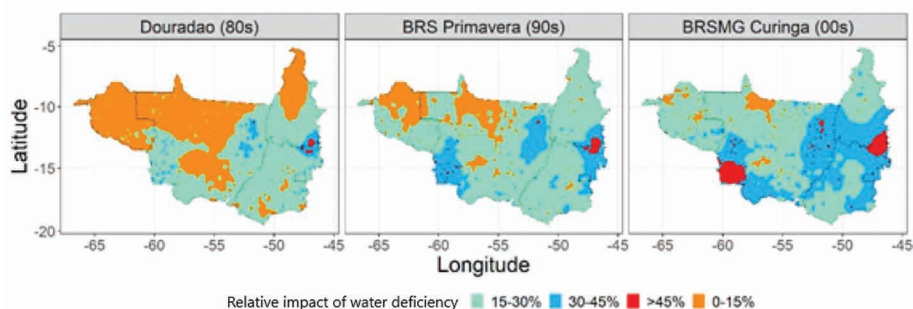 Douradao (80s) BRS Primavera (90s) BRSMG Curinga (00s)
-5
-10
-15
-20
Latitude
-65 -60 -55 -50 -45 -65 -60 -55 -50 -45 -65 -60 -55 -50 -45
Longitude
Relative impact of water deficiency 15-30% 30-45% >45% 0-15%